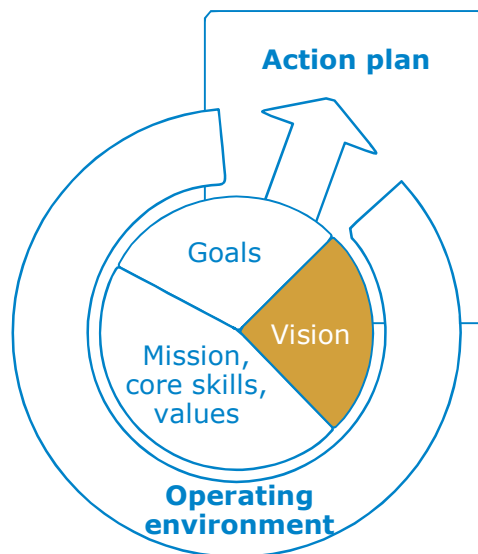 Action plan
Goals
Vision
Mission,
core skills,
values
Operating
environment